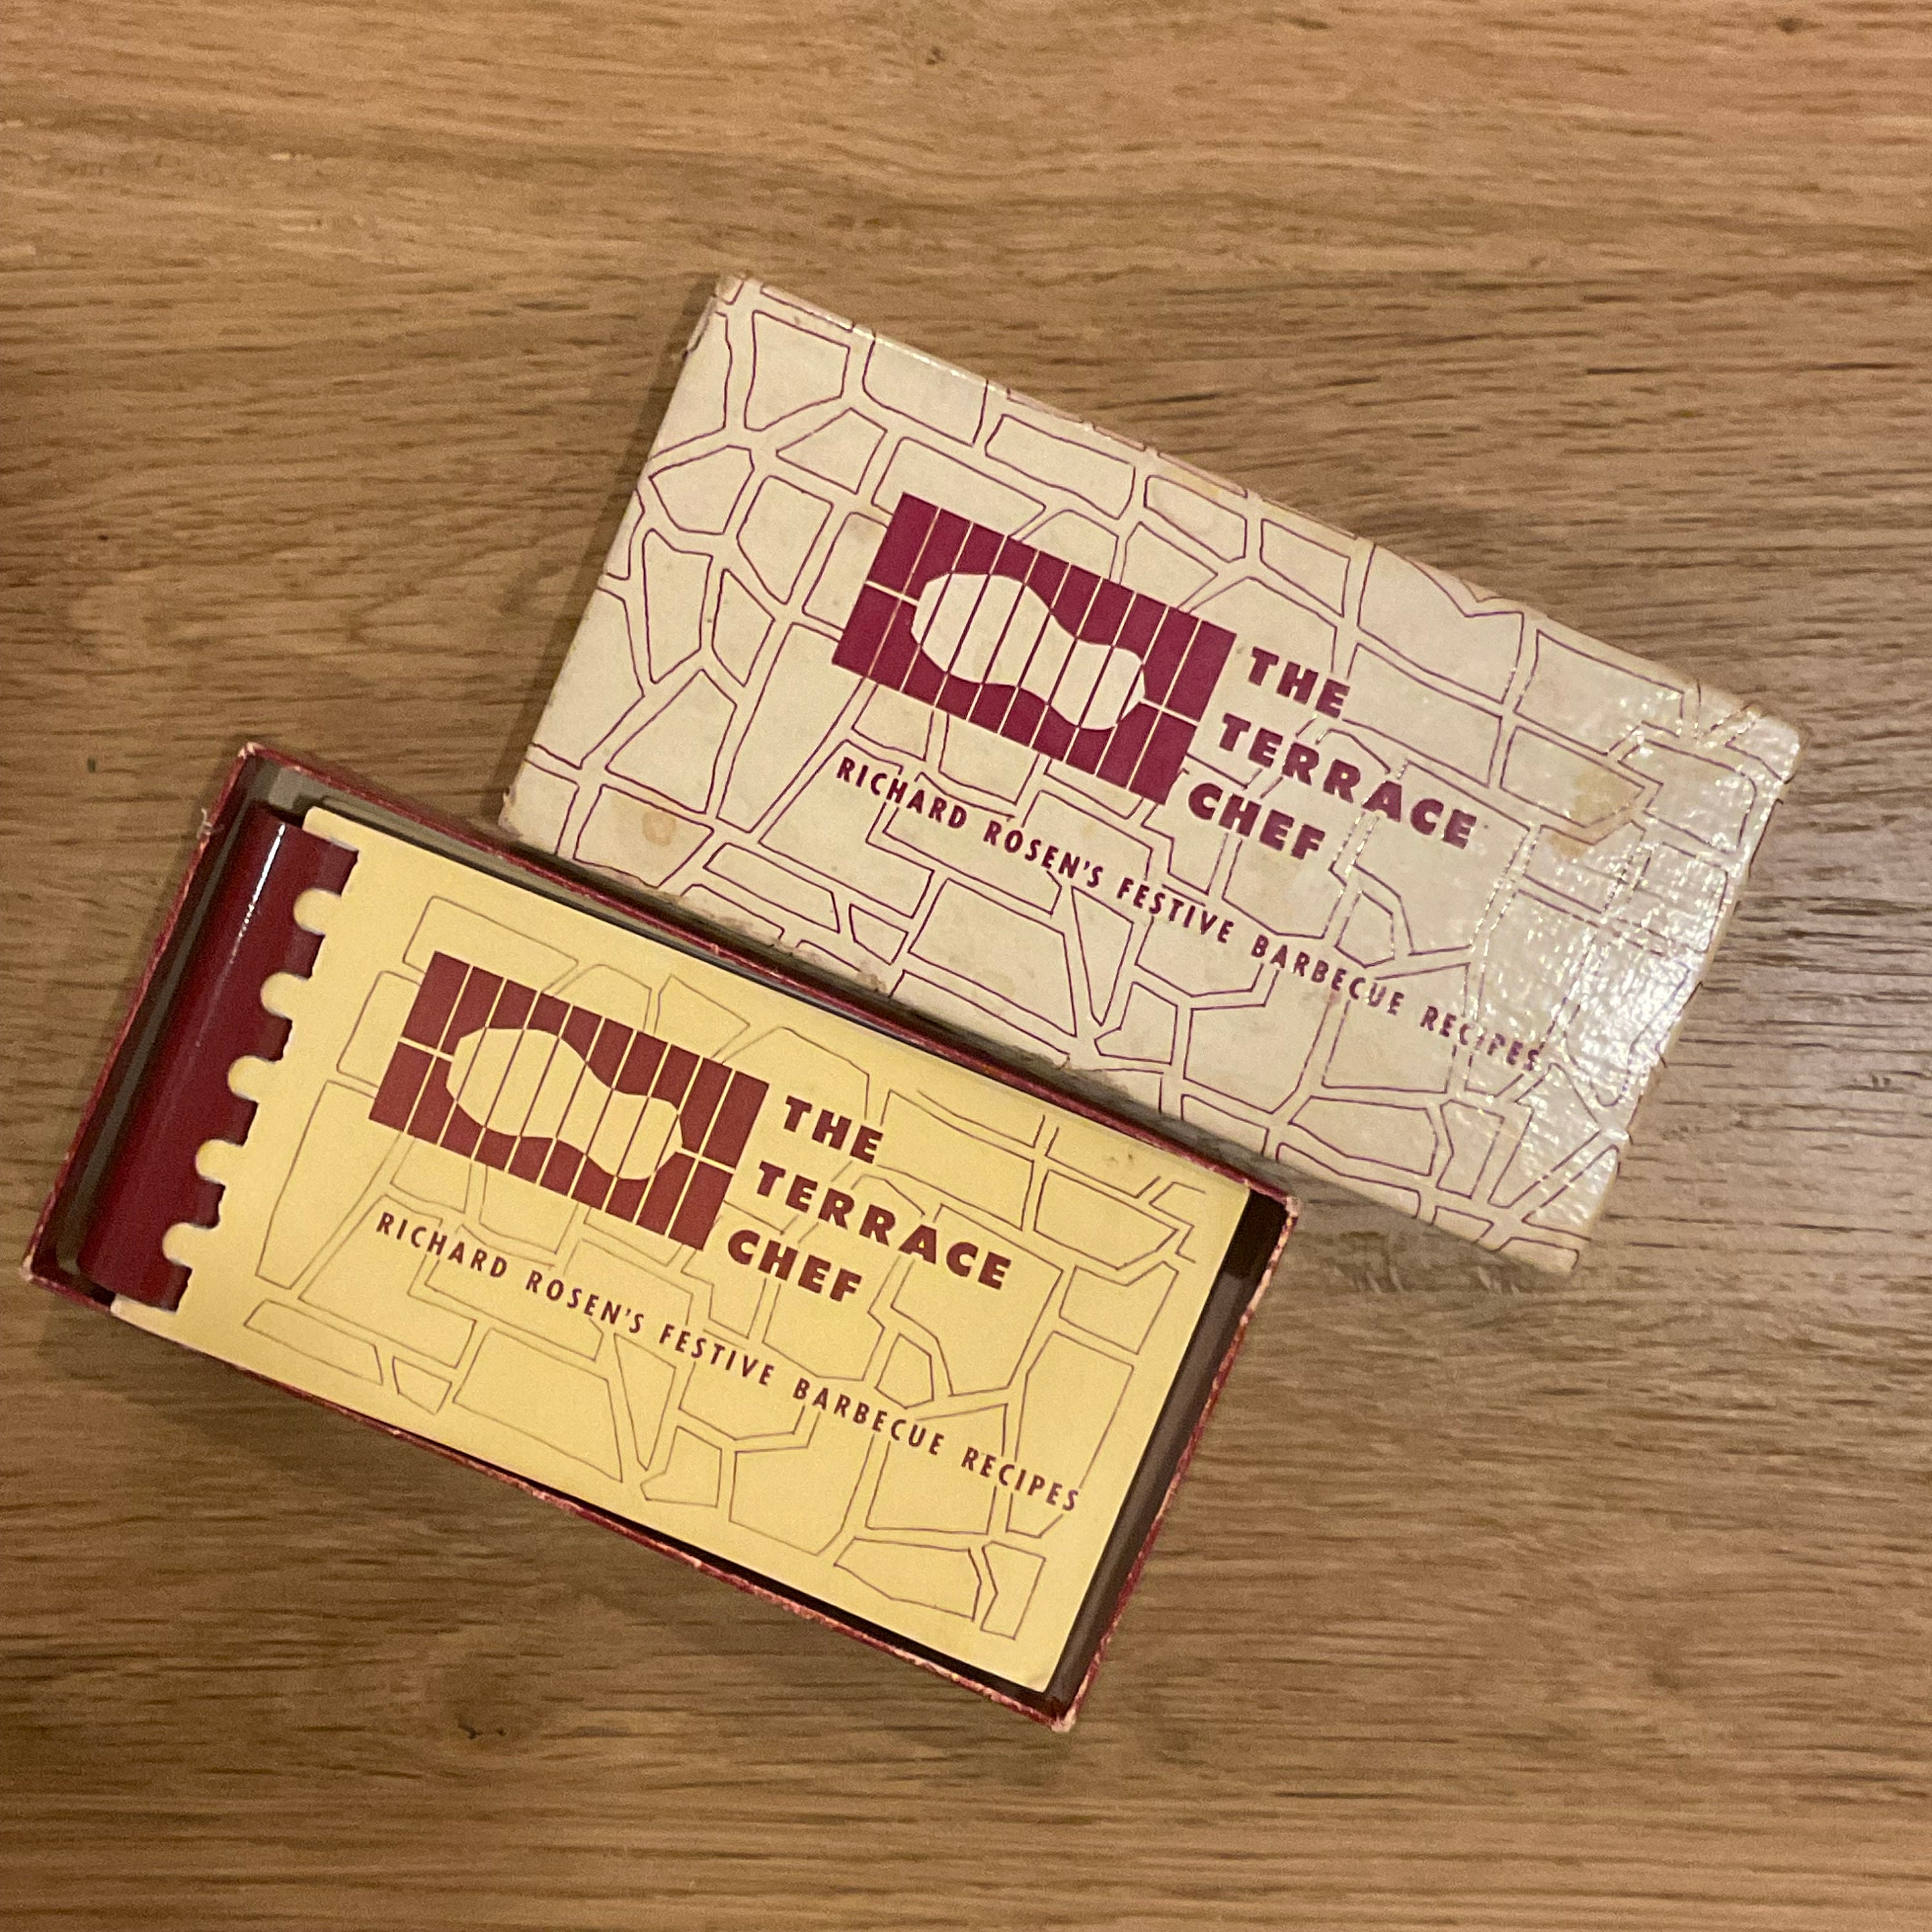 THE
TERRACE
CHEF
RICHARD ROSEN'S FESTIVE BARBECUE RECIPES
THE
TERRACE
CHEF
RICHARD ROSEN'S FESTIVE BARBECUE RECIPES